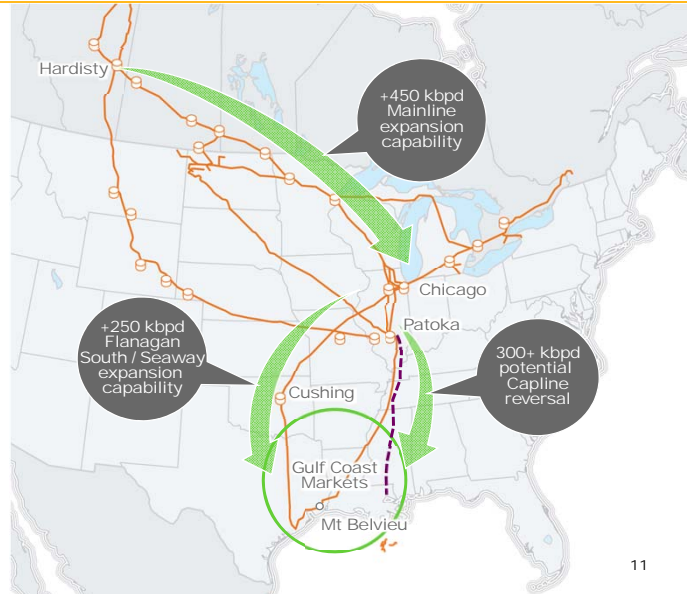 Hardisty
+450 kbpd
Mainline
expansion
capability
Chicago
Patoka
+250 kbpd
Flanagan
South / Seaway
expansion
capability
300+ kbpd
potential
Capline
reversal
Cushing
Gulf Coast
Markets
Mt Belvieu
11